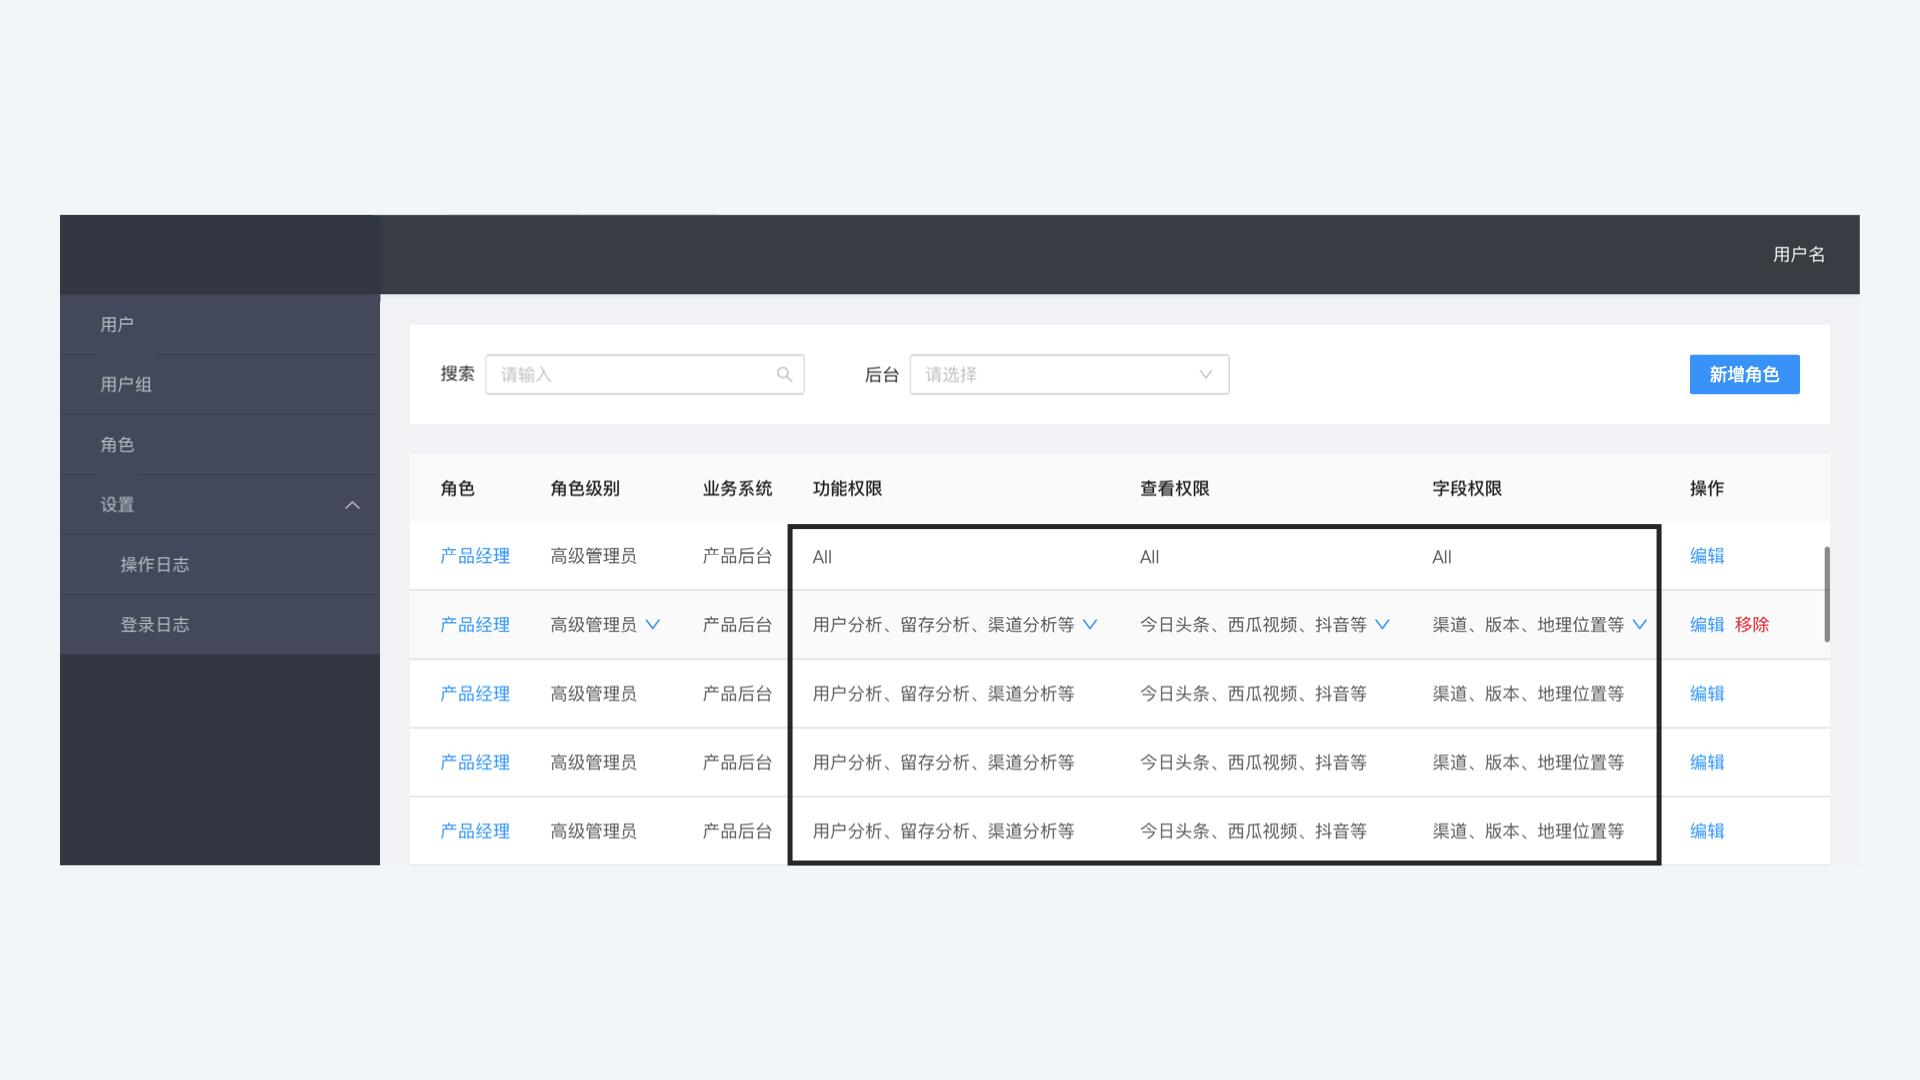 用户名
用户
用户组
角色
设置
操作日志
登录日志
搜索 请输入 后台 请选择 新增角色
角色 角色级别 业务系统 功能权限 查看权限 字段权限 操作
产品经理 高级管理员 产品后台 All All All 编辑
产品经理 高级管理员 产品后台 用户分析、留存分析、渠道分析等 今日头条、西瓜视频、抖音等 渠道、版本、地理位置等 编辑 移除
产品经理 高级管理员 产品后台 用户分析、留存分析、渠道分析等 今日头条、西瓜视频、抖音等 渠道、版本、地理位置等 编辑
产品经理 高级管理员 产品后台 用户分析、留存分析、渠道分析等 今日头条、西瓜视频、抖音等 渠道、版本、地理位置等 编辑
产品经理 高级管理员 产品后台 用户分析、留存分析、渠道分析等 今日头条、西瓜视频、抖音等 渠道、版本、地理位置等 编辑